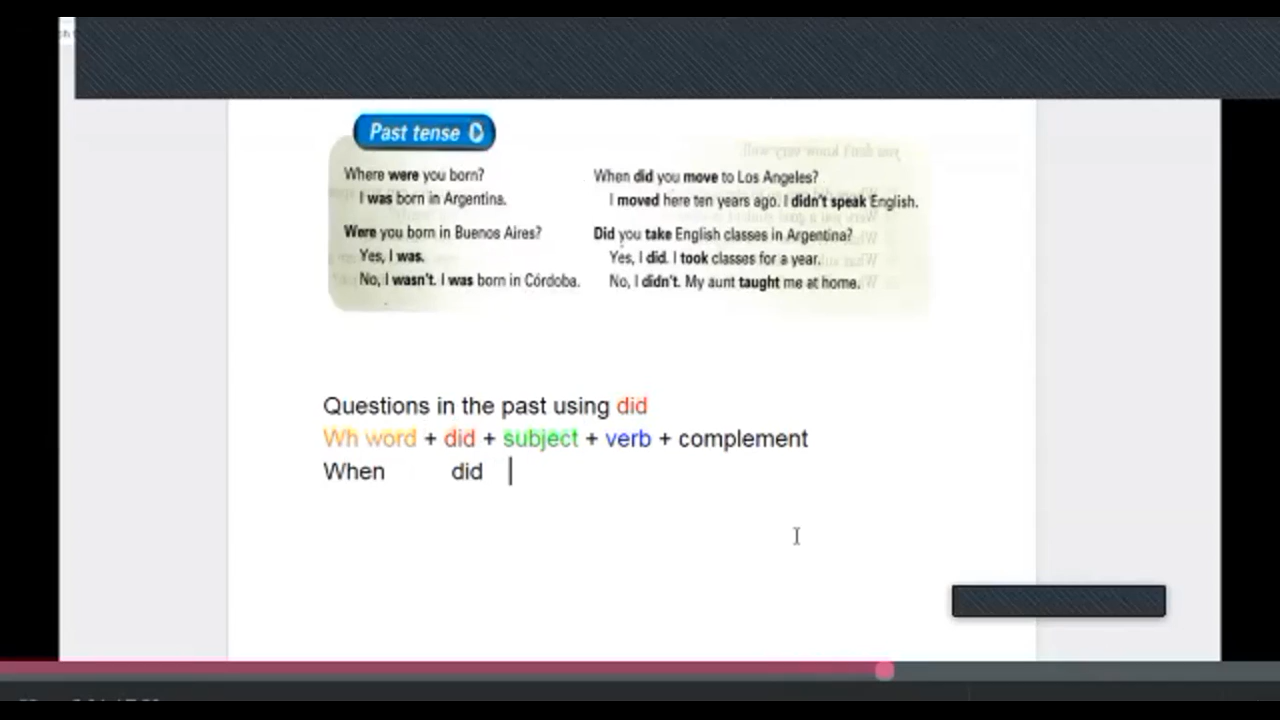 Past tense
Where were you born?
I was born in Argentina.
Were you born in Buenos Aires?
Yes, I was.
No, I wasn't. I was born in Córdoba.
When did you move to Los Angeles?
I moved here ten years ago. I didn't speak English.
Did you take English classes in Argentina?
Yes, I did. I took classes for a year.
No, I didn't. My aunt taught me at home.
Questions in the past using did
Wh word + did + subject + verb + complement
When did